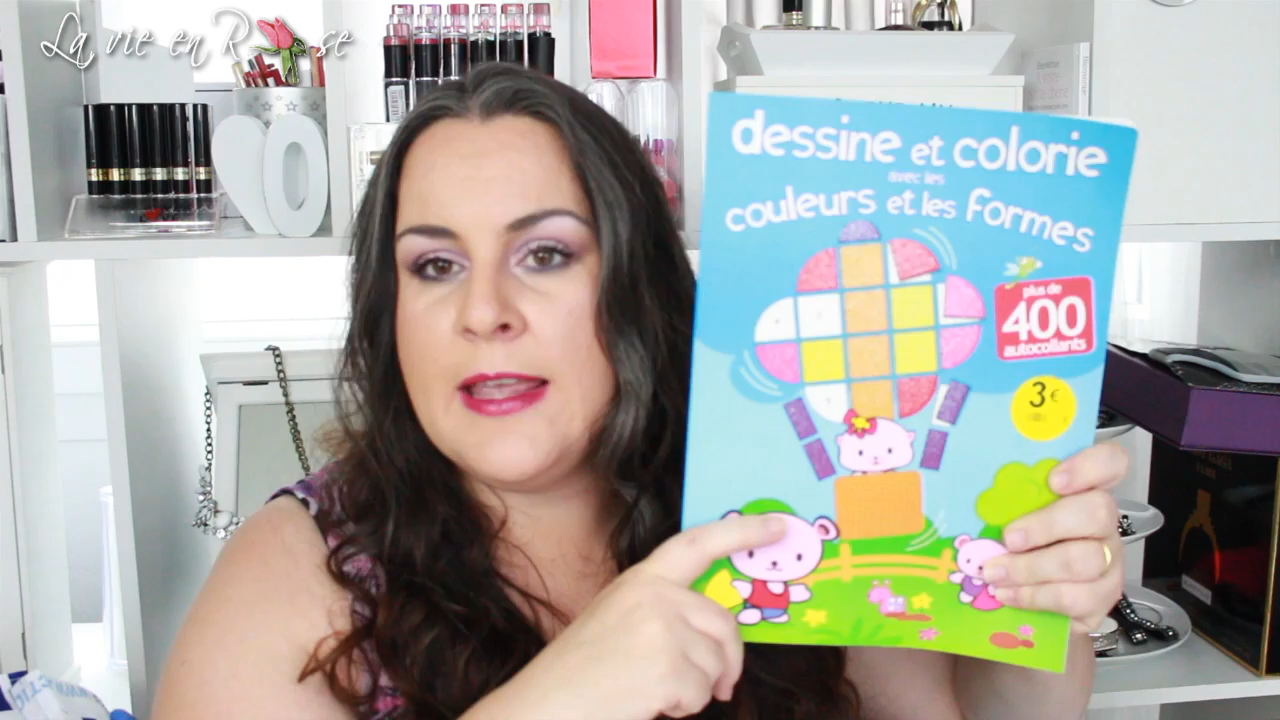 La vie en Rose
dessine et colorie
avec les
couleurs et les formes
plus de
400
autocollants
3€